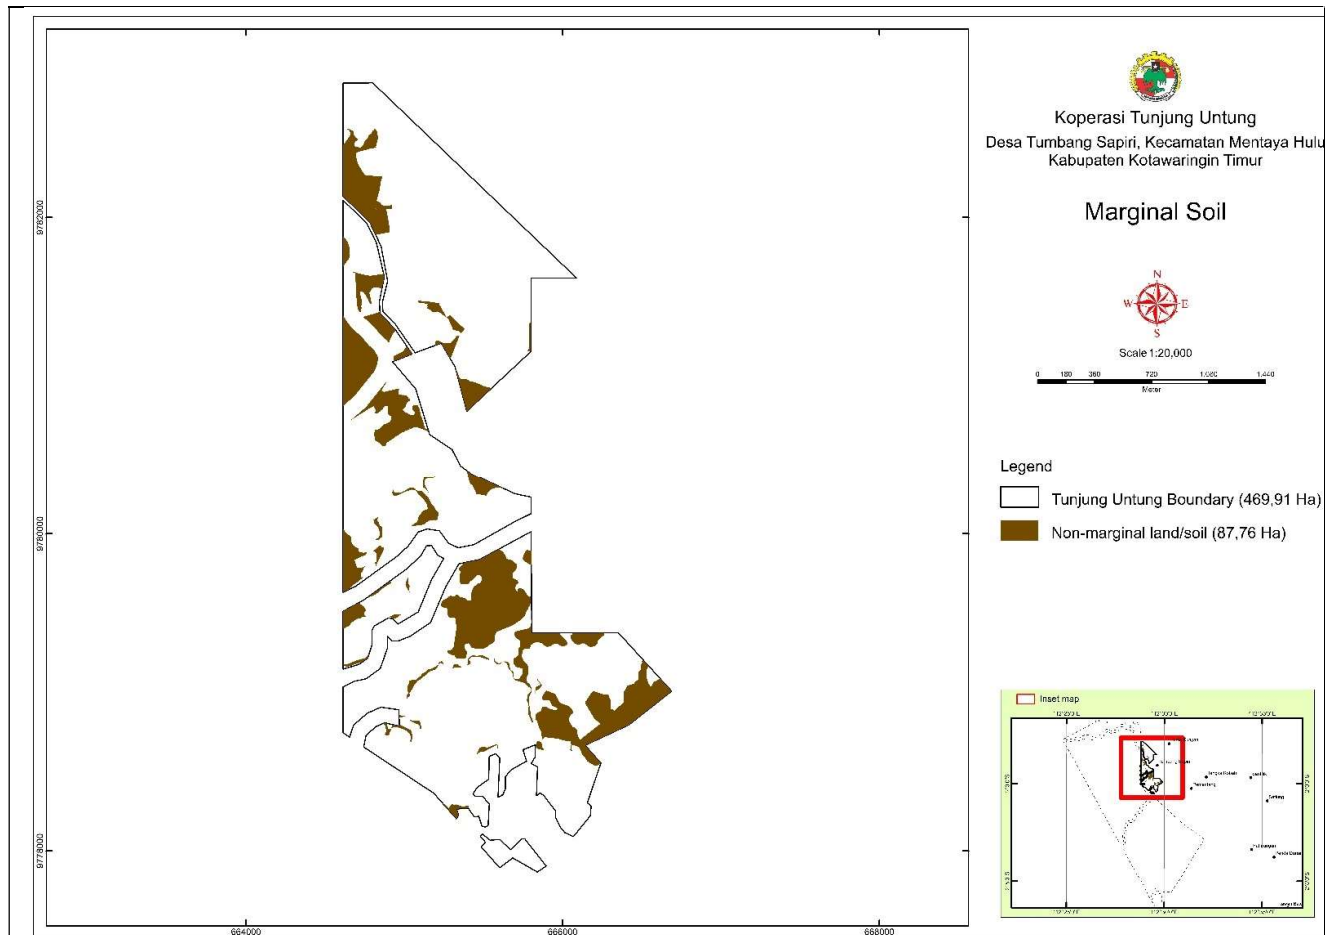 Koperasi Tunjung Untung
Desa Tumbang Sapiri, Kecamatan Mentaya Hulu
Kabupaten Kotawaringin Timur
Marginal Soil
N
W
E
S
Scale 1:20,000
0 180 360 720 1,080 1,440
Meter
Legend
Tunjung Untung Boundary (469,91 Ha)
Non-marginal land/soil (87,76 Ha)
9782000
9780000
9778000
664000 666000 668000
Inset map